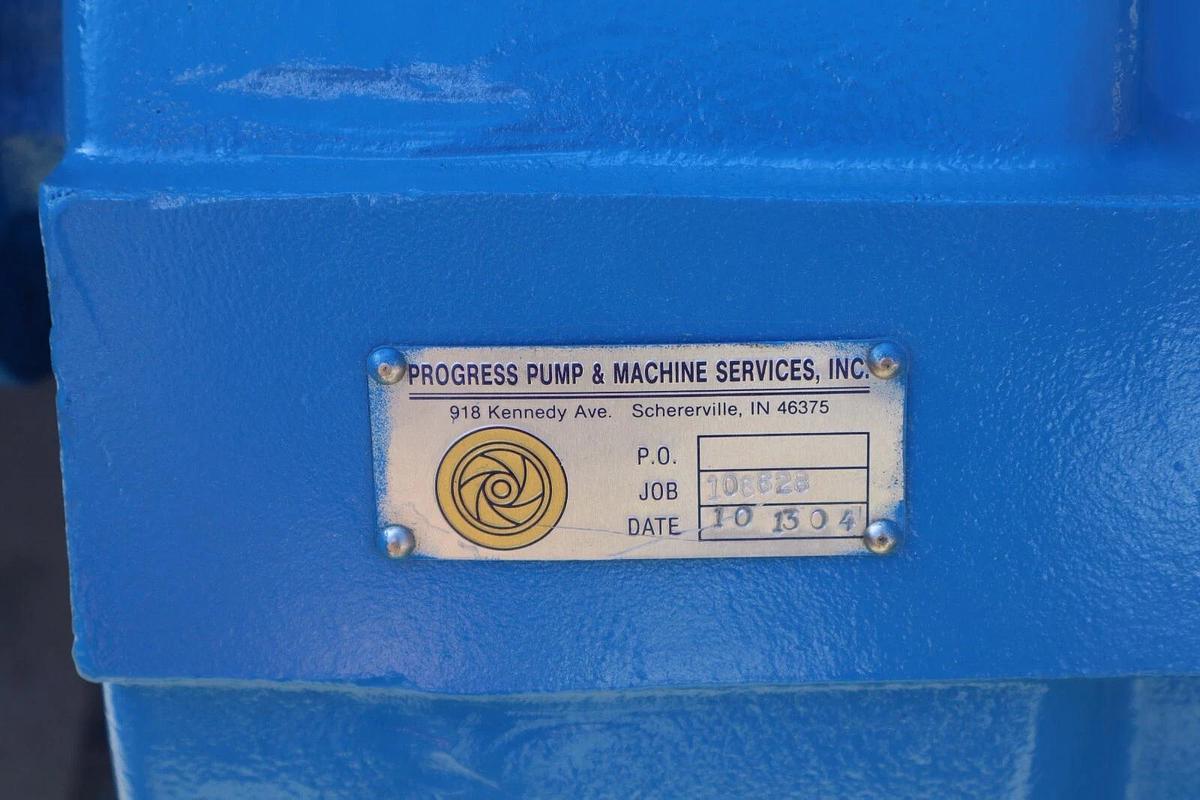 PROGRESS PUMP & MACHINE SERVICES, INC.
918 Kennedy Ave. Schererville, IN 46375
P.O.
JOB
DATE 10 13 04